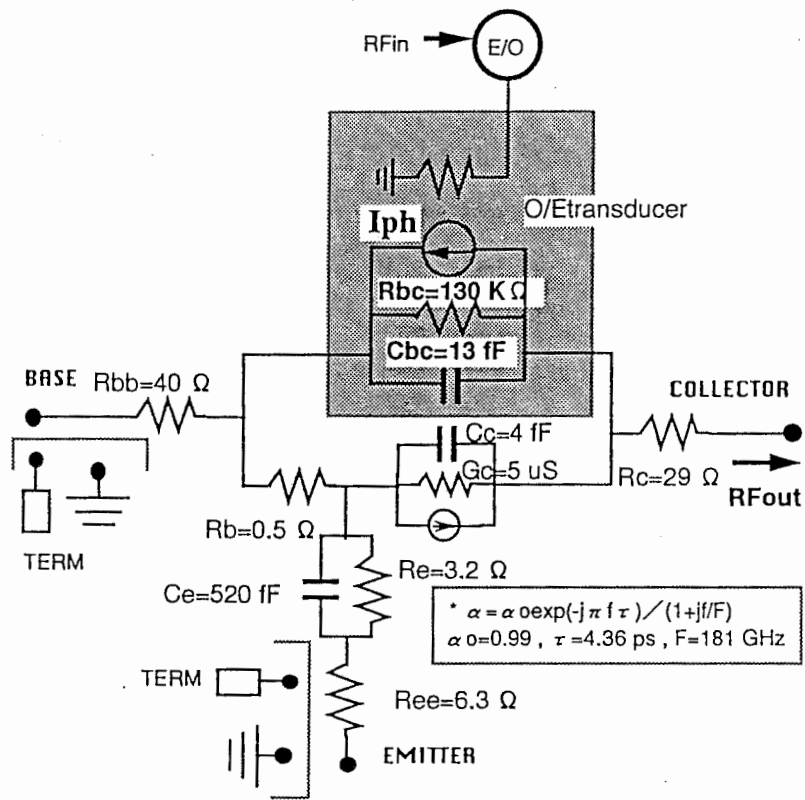 RFin
E/O
O/Etransducer
Iph
Rbc=130 K Ω
Cbc=13 fF
BASE
Rbb=40 Ω
COLLECTOR
Cc=4 fF
Gc=5 uS
Rc=29 Ω
RFout
Rb=0.5 Ω
TERM
Ce=520 fF
Re=3.2 Ω
* α = α oexp(-j π f τ )／(1+jf/F)
α o=0.99 , τ =4.36 ps , F=181 GHz
TERM
Ree=6.3 Ω
EMITTER